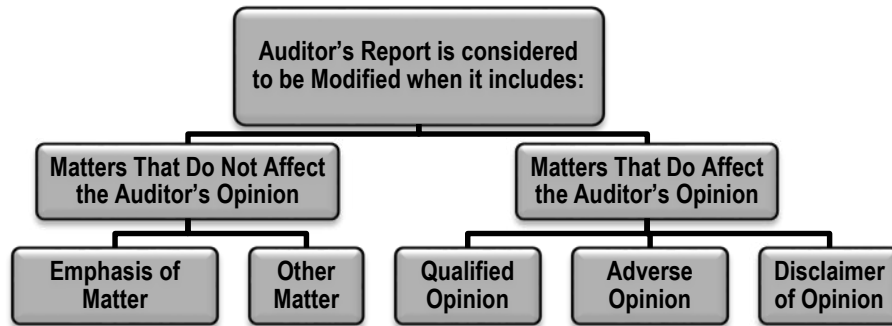 Auditor’s Report is considered
to be Modified when it includes:
Matters That Do Not Affect
the Auditor’s Opinion
Matters That Do Affect
the Auditor’s Opinion
Emphasis of
Matter
Other
Matter
Qualified
Opinion
Adverse
Opinion
Disclaimer
of Opinion